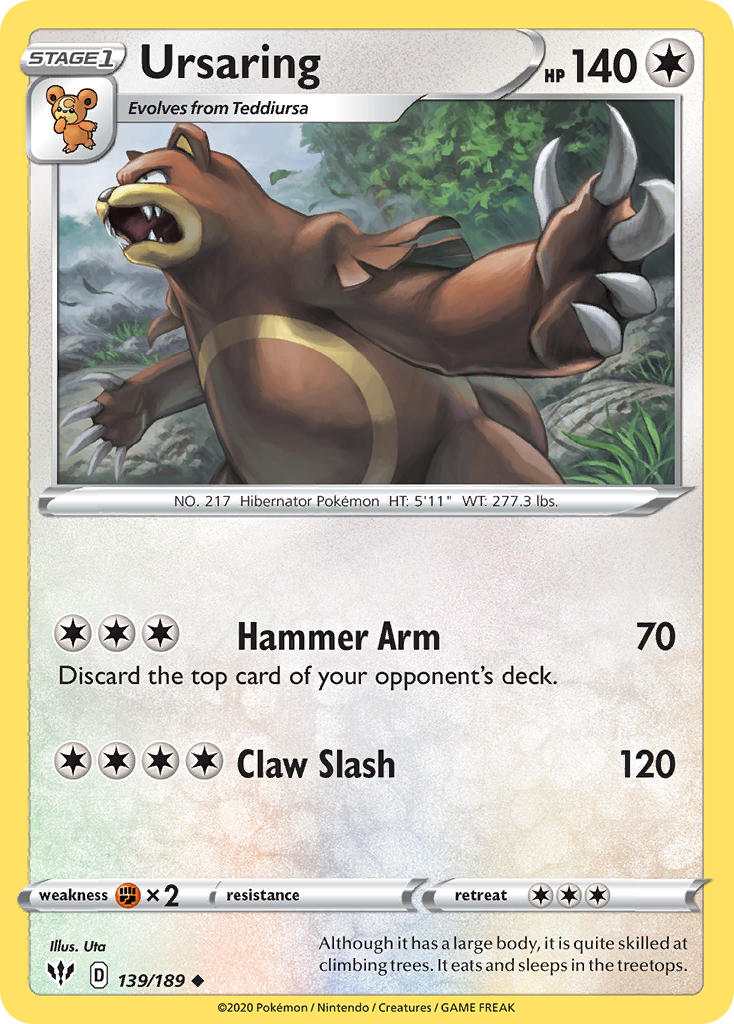 STAGE 1
Ursaring
HP 140
Evolves from Teddiursa
NO. 217 Hibernator Pokémon HT: 5'11" WT: 277.3 lbs.
Hammer Arm 70
Discard the top card of your opponent's deck.
Claw Slash 120
weakness ×2 resistance retreat
Illus. Uta
Although it has a large body, it is quite skilled at
climbing trees. It eats and sleeps in the treetops.
D 139/189
©2020 Pokémon / Nintendo / Creatures / GAME FREAK